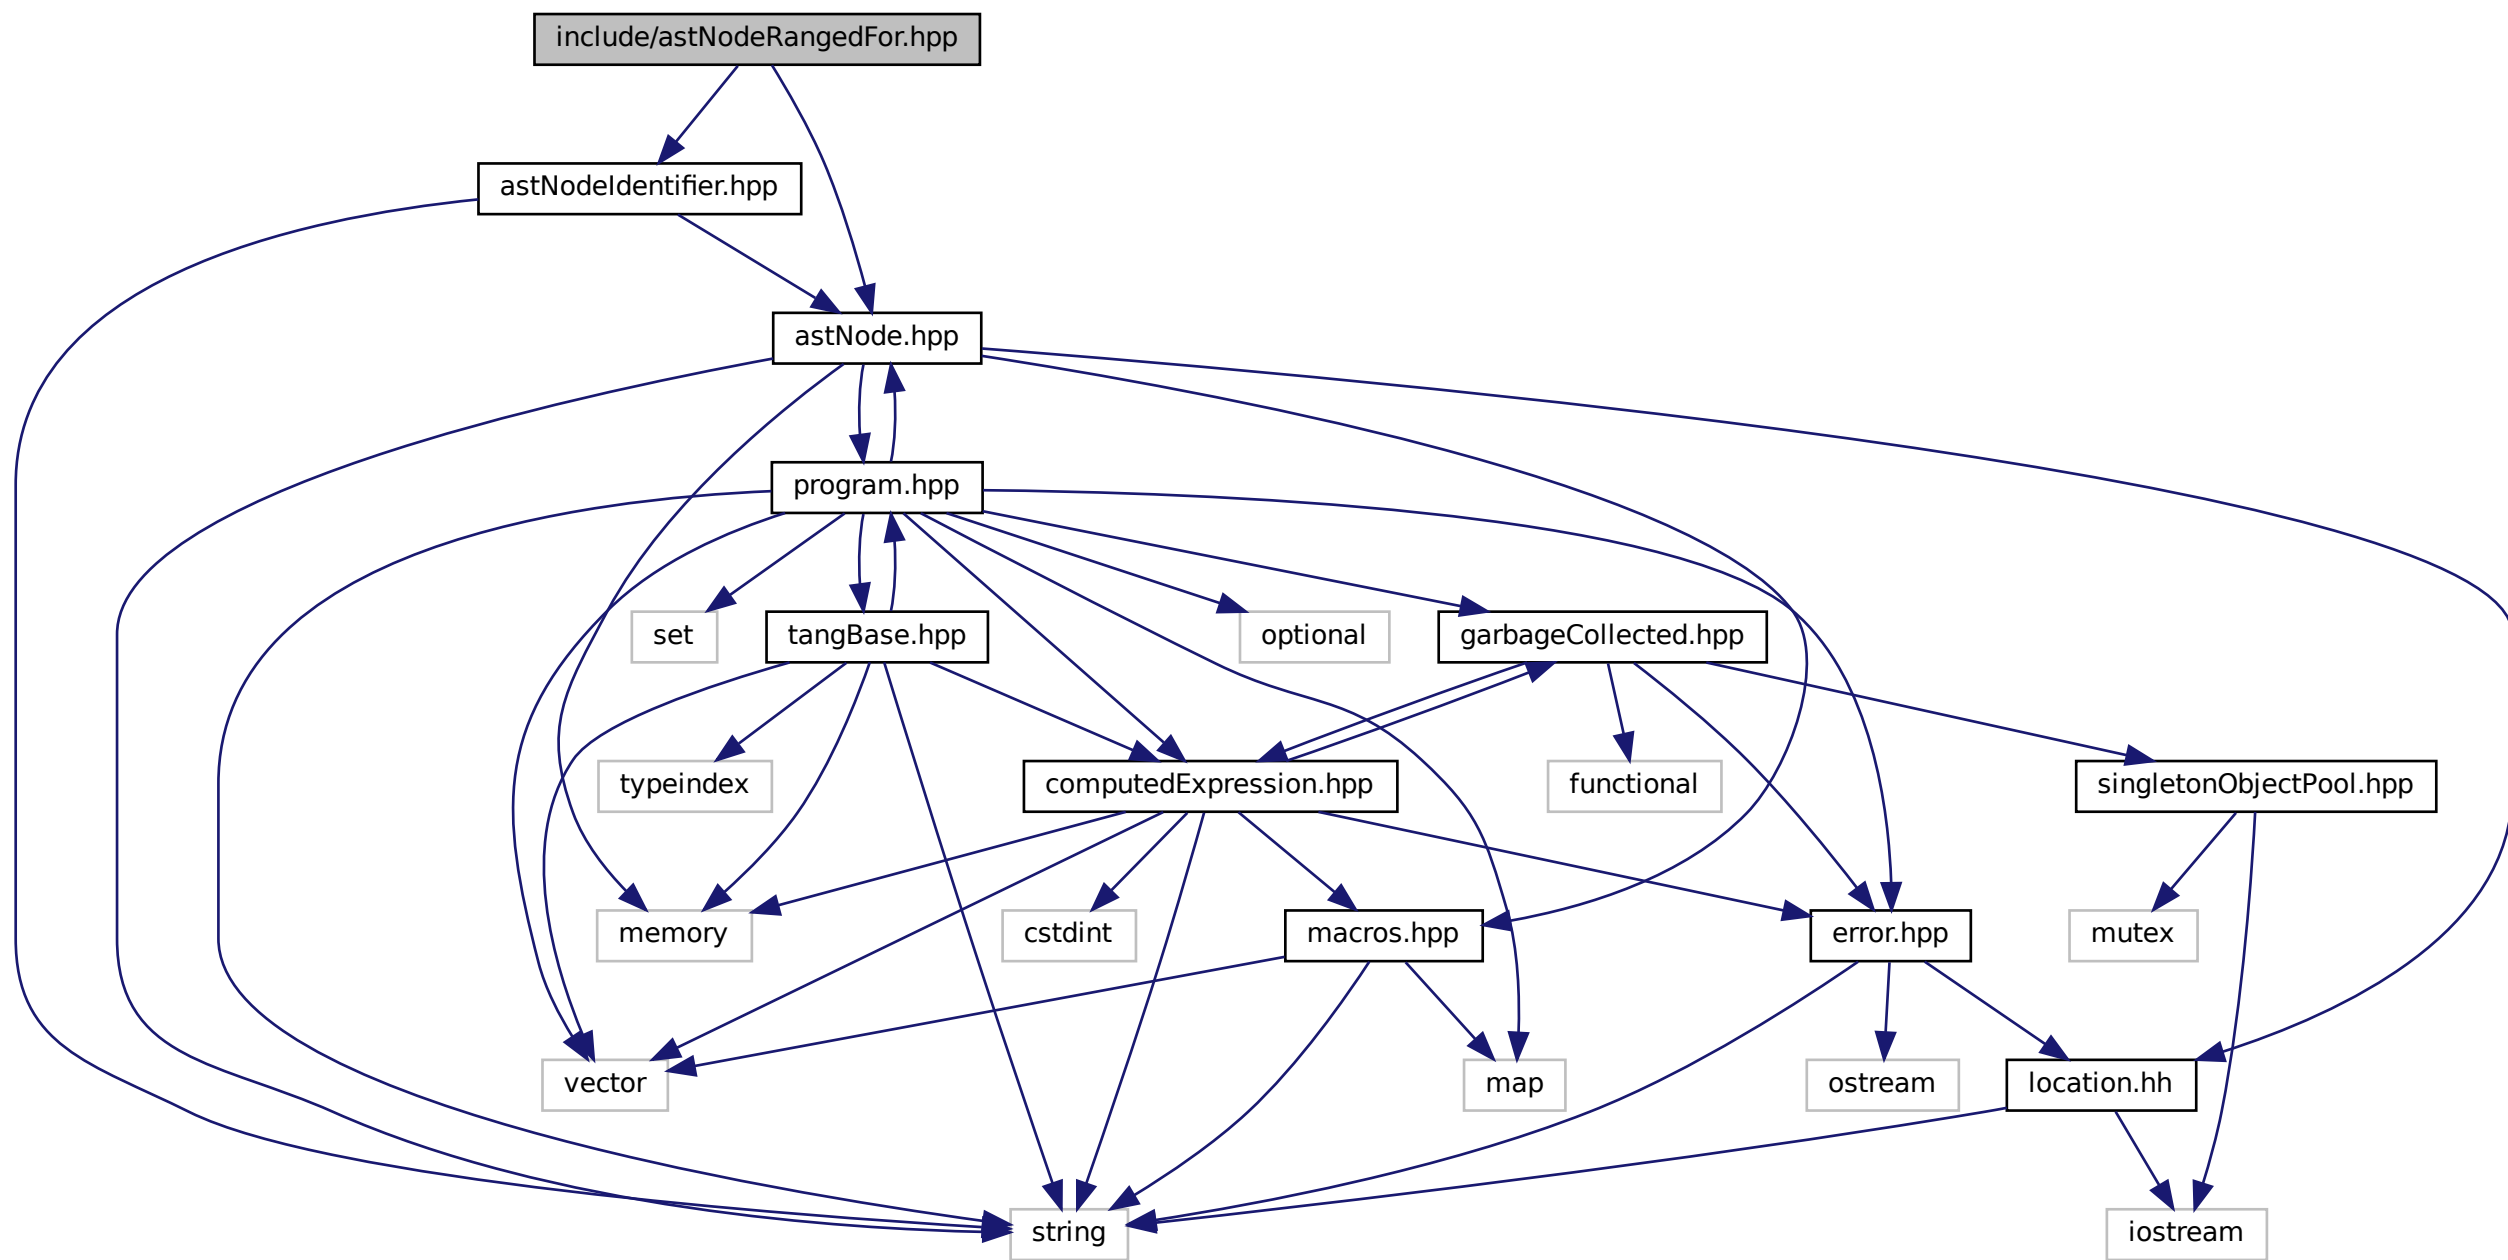 include/astNodeRangedFor.hpp
astNodeIdentifier.hpp
astNode.hpp
program.hpp
set
tangBase.hpp
optional
garbageCollected.hpp
typeindex
computedExpression.hpp
functional
singletonObjectPool.hpp
memory
cstdint
macros.hpp
error.hpp
mutex
vector
map
ostream
location.hh
string
iostream